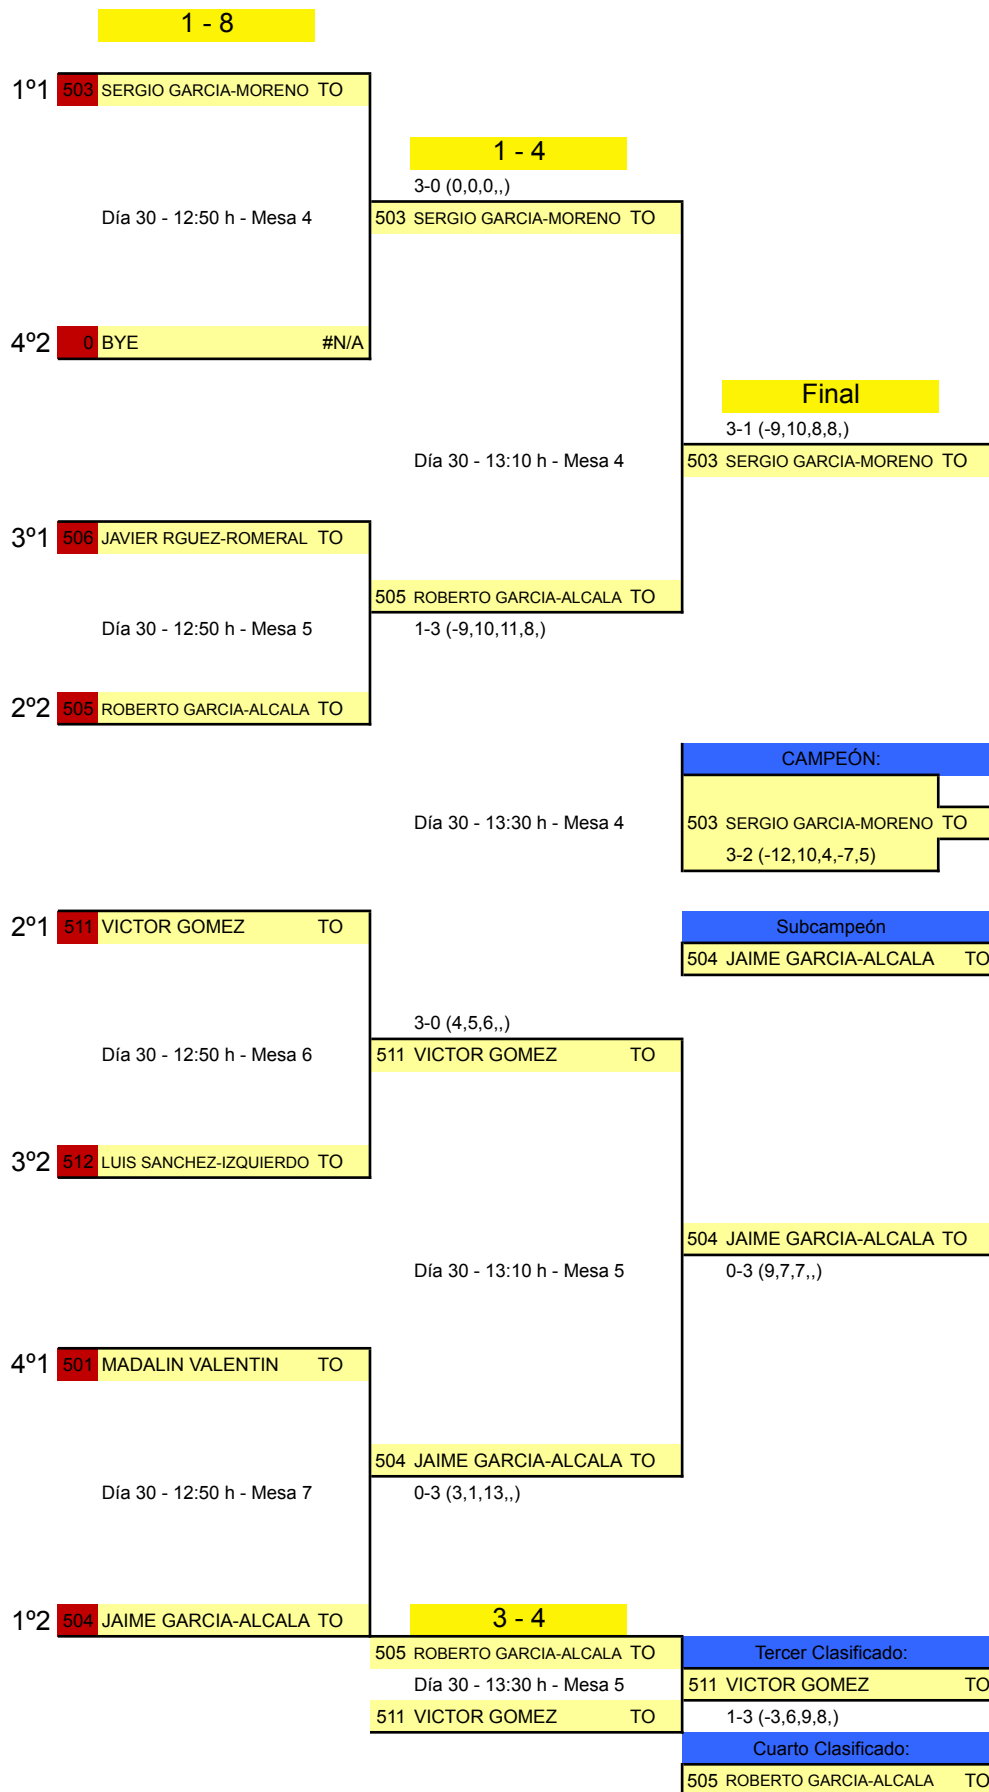 1 - 8
1º1 503 SERGIO GARCIA-MORENO TO
1 - 4
3-0 (0,0,0,,)
Día 30 - 12:50 h - Mesa 4
503 SERGIO GARCIA-MORENO TO
4º2 0 BYE #N/A
Final
3-1 (-9,10,8,8,)
Día 30 - 13:10 h - Mesa 4
503 SERGIO GARCIA-MORENO TO
3º1 506 JAVIER RGUEZ-ROMERAL TO
505 ROBERTO GARCIA-ALCALA TO
Día 30 - 12:50 h - Mesa 5
1-3 (-9,10,11,8,)
2º2 505 ROBERTO GARCIA-ALCALA TO
CAMPEÓN:
Día 30 - 13:30 h - Mesa 4
503 SERGIO GARCIA-MORENO TO
3-2 (-12,10,4,-7,5)
2º1 511 VICTOR GOMEZ TO
Subcampeón
504 JAIME GARCIA-ALCALA TO
3-0 (4,5,6,,)
Día 30 - 12:50 h - Mesa 6
511 VICTOR GOMEZ TO
3º2 512 LUIS SANCHEZ-IZQUIERDO TO
504 JAIME GARCIA-ALCALA TO
Día 30 - 13:10 h - Mesa 5
0-3 (9,7,7,,)
4º1 501 MADALIN VALENTIN TO
504 JAIME GARCIA-ALCALA TO
Día 30 - 12:50 h - Mesa 7
0-3 (3,1,13,,)
1º2 504 JAIME GARCIA-ALCALA TO
3 - 4
505 ROBERTO GARCIA-ALCALA TO
Tercer Clasificado:
Día 30 - 13:30 h - Mesa 5
511 VICTOR GOMEZ TO
511 VICTOR GOMEZ TO
1-3 (-3,6,9,8,)
Cuarto Clasificado:
505 ROBERTO GARCIA-ALCALA TO